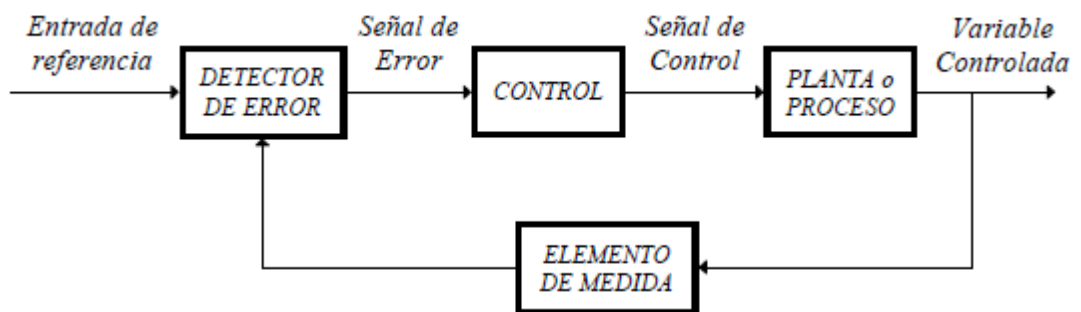 Entrada de
referencia
DETECTOR
DE ERROR
Señal de
Error
CONTROL
Señal de
Control
PLANTA o
PROCESO
Variable
Controlada
ELEMENTO
DE MEDIDA